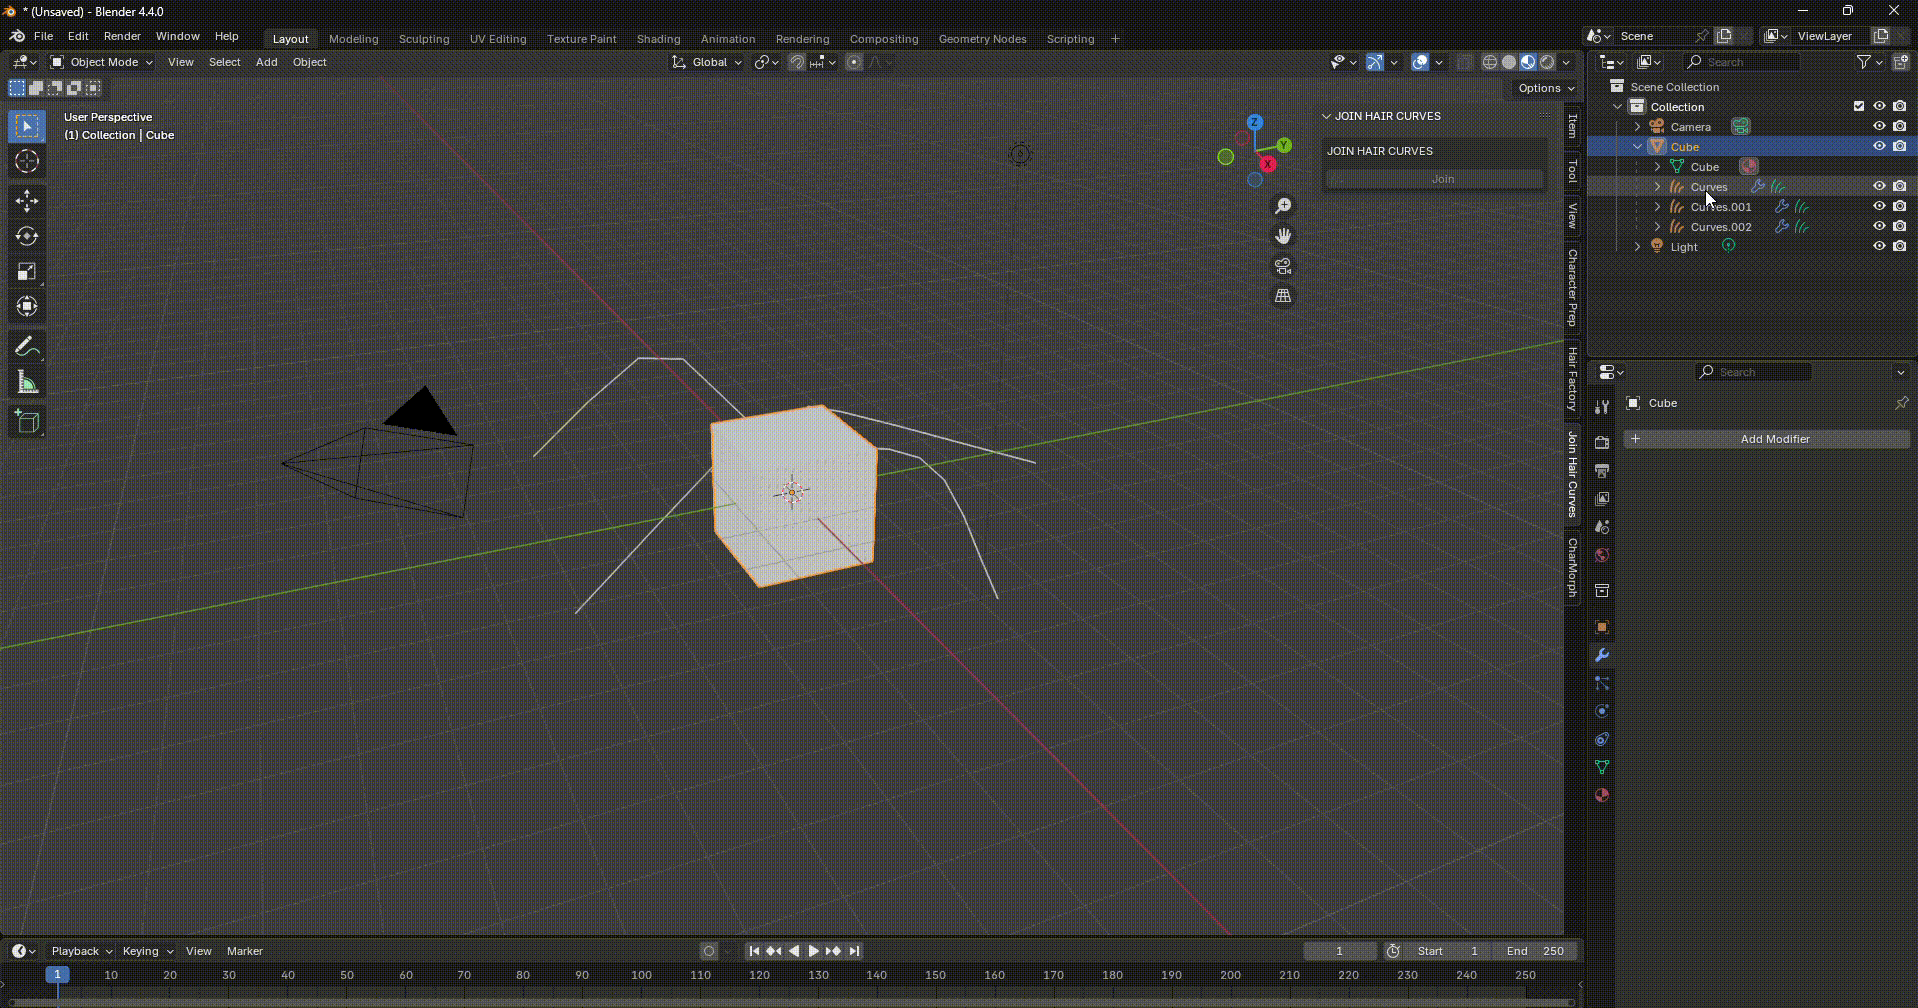 * (Unsaved) - Blender 4.4.0
File Edit Render Window Help Layout Modeling Sculpting UV Editing Texture Paint Shading Animation Rendering Compositing Geometry Nodes Scripting + Scene ViewLayer
Object Mode View Select Add Object Global Search
Options
User Perspective
(1) Collection | Cube
Z
Y
X
JOIN HAIR CURVES
JOIN HAIR CURVES
Join
Item
Tool
View
Character Prep
Hair Factory
Join Hair Curves
CharMorph
Scene Collection
Collection
Camera
Cube
Cube
Curves
Curves.001
Curves.002
Light
Search
Cube
+ Add Modifier
Playback Keying View Marker 1 Start 1 End 250
1 10 20 30 40 50 60 70 80 90 100 110 120 130 140 150 160 170 180 190 200 210 220 230 240 250